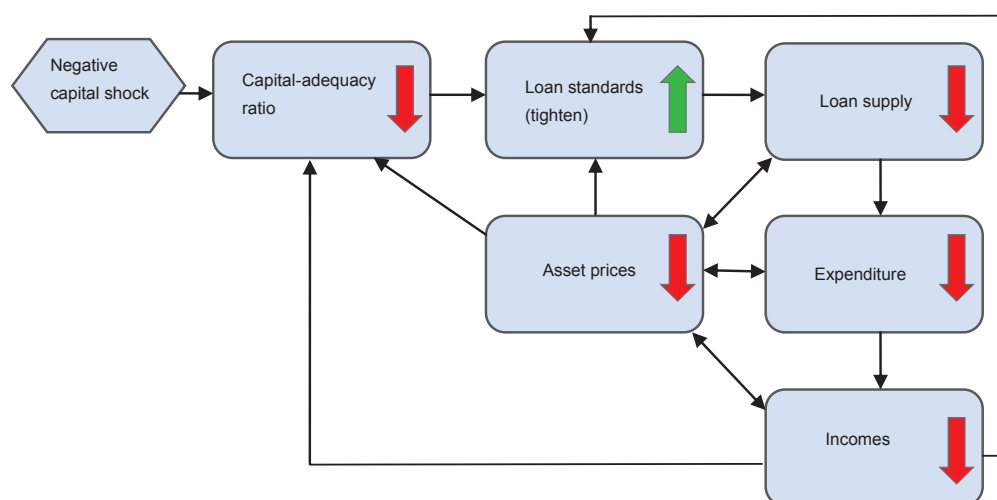 Negative
capital shock
Capital-adequacy
ratio
Loan standards
(tighten)
Loan supply
Asset prices
Expenditure
Incomes